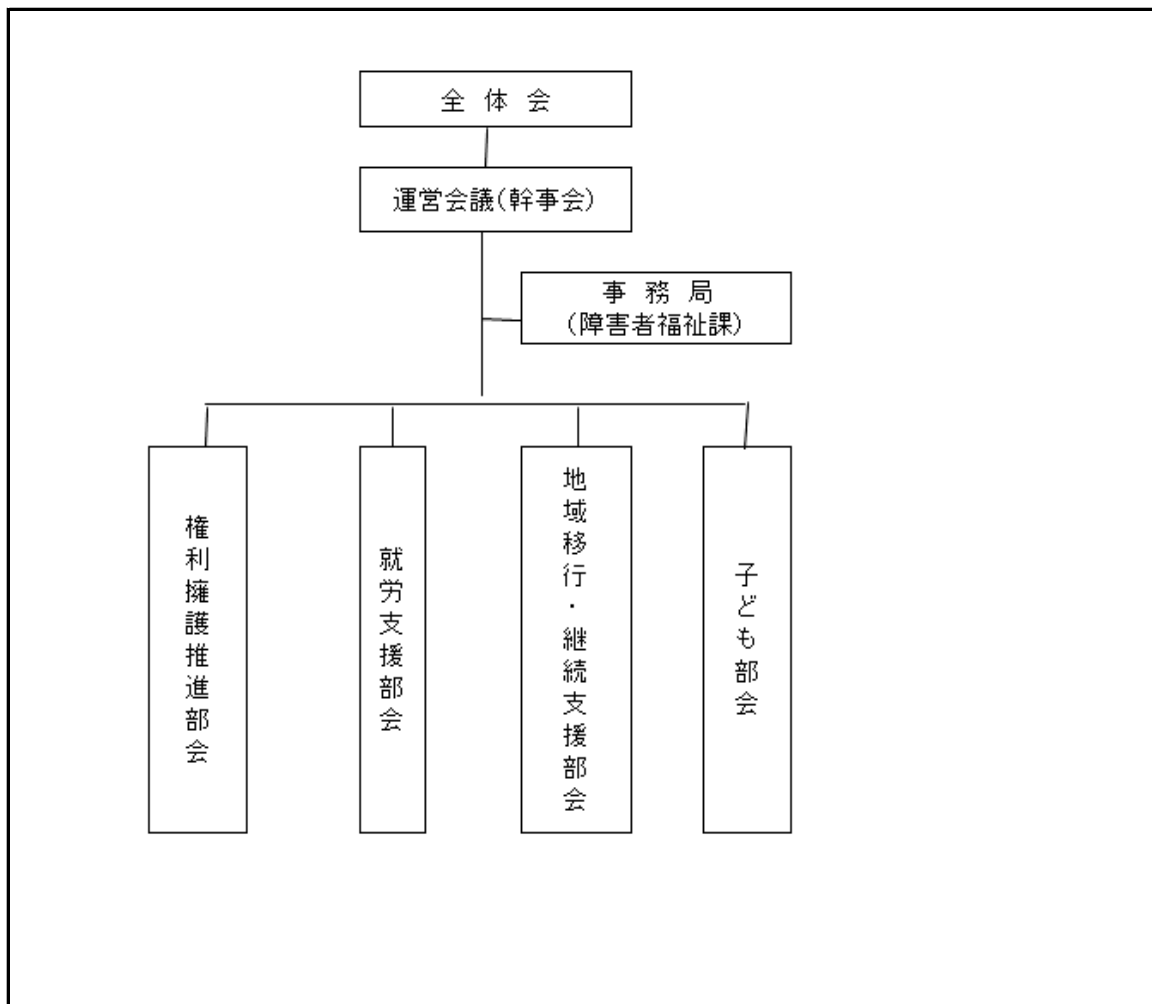 全 体 会
運営会議(幹事会)
事 務 局
(障害者福祉課)
権利擁護推進部会
就労支援部会
地域移行・継続支援部会
子ども部会